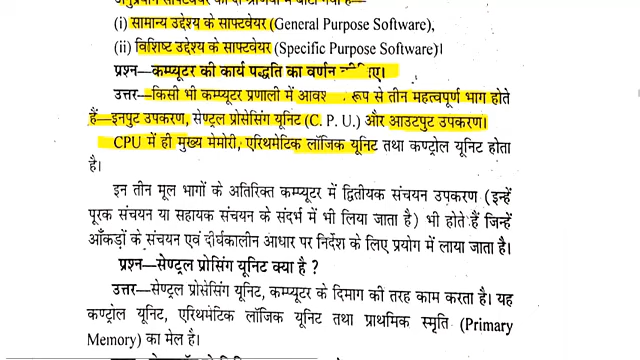 (i) सामान्य उद्देश्य के साफ्टवेयर (General Purpose Software),
(ii) विशिष्ट उद्देश्य के साफ्टवेयर (Specific Purpose Software)।
प्रश्न—कम्प्यूटर की कार्य पद्धति का वर्णन
उत्तर—किसी भी कम्प्यूटर प्रणाली में रूप से तीन महत्वपूर्ण भाग होते
हैं—इनपुट उपकरण, सेण्ट्रल प्रोसेसिंग यूनिट (C. P. U.) और आउटपुट उपकरण।
CPU में ही मुख्य मेमोरी, एरिथमेटिक लॉजिक यूनिट तथा कण्ट्रोल यूनिट होता
है।
इन तीन मूल भागों के अतिरिक्त कम्प्यूटर में द्वितीयक संचयन उपकरण (इन्हें
पूरक संचयन या सहायक संचयन के संदर्भ में भी लिया जाता है) भी होते हैं जिन्हें
आँकड़ों के संचयन एवं दीर्घकालीन आधार पर निर्देश के लिए प्रयोग में लाया जाता है।
प्रश्न—सेण्ट्रल प्रोसिंग यूनिट क्या है ?
उत्तर—सेण्ट्रल प्रोसेसिंग यूनिट, कम्प्यूटर के दिमाग की तरह काम करता है। यह
कण्ट्रोल यूनिट, एरिथमेटिक लॉजिक यूनिट तथा प्राथमिक स्मृति (Primary
Memory) का मेल है।